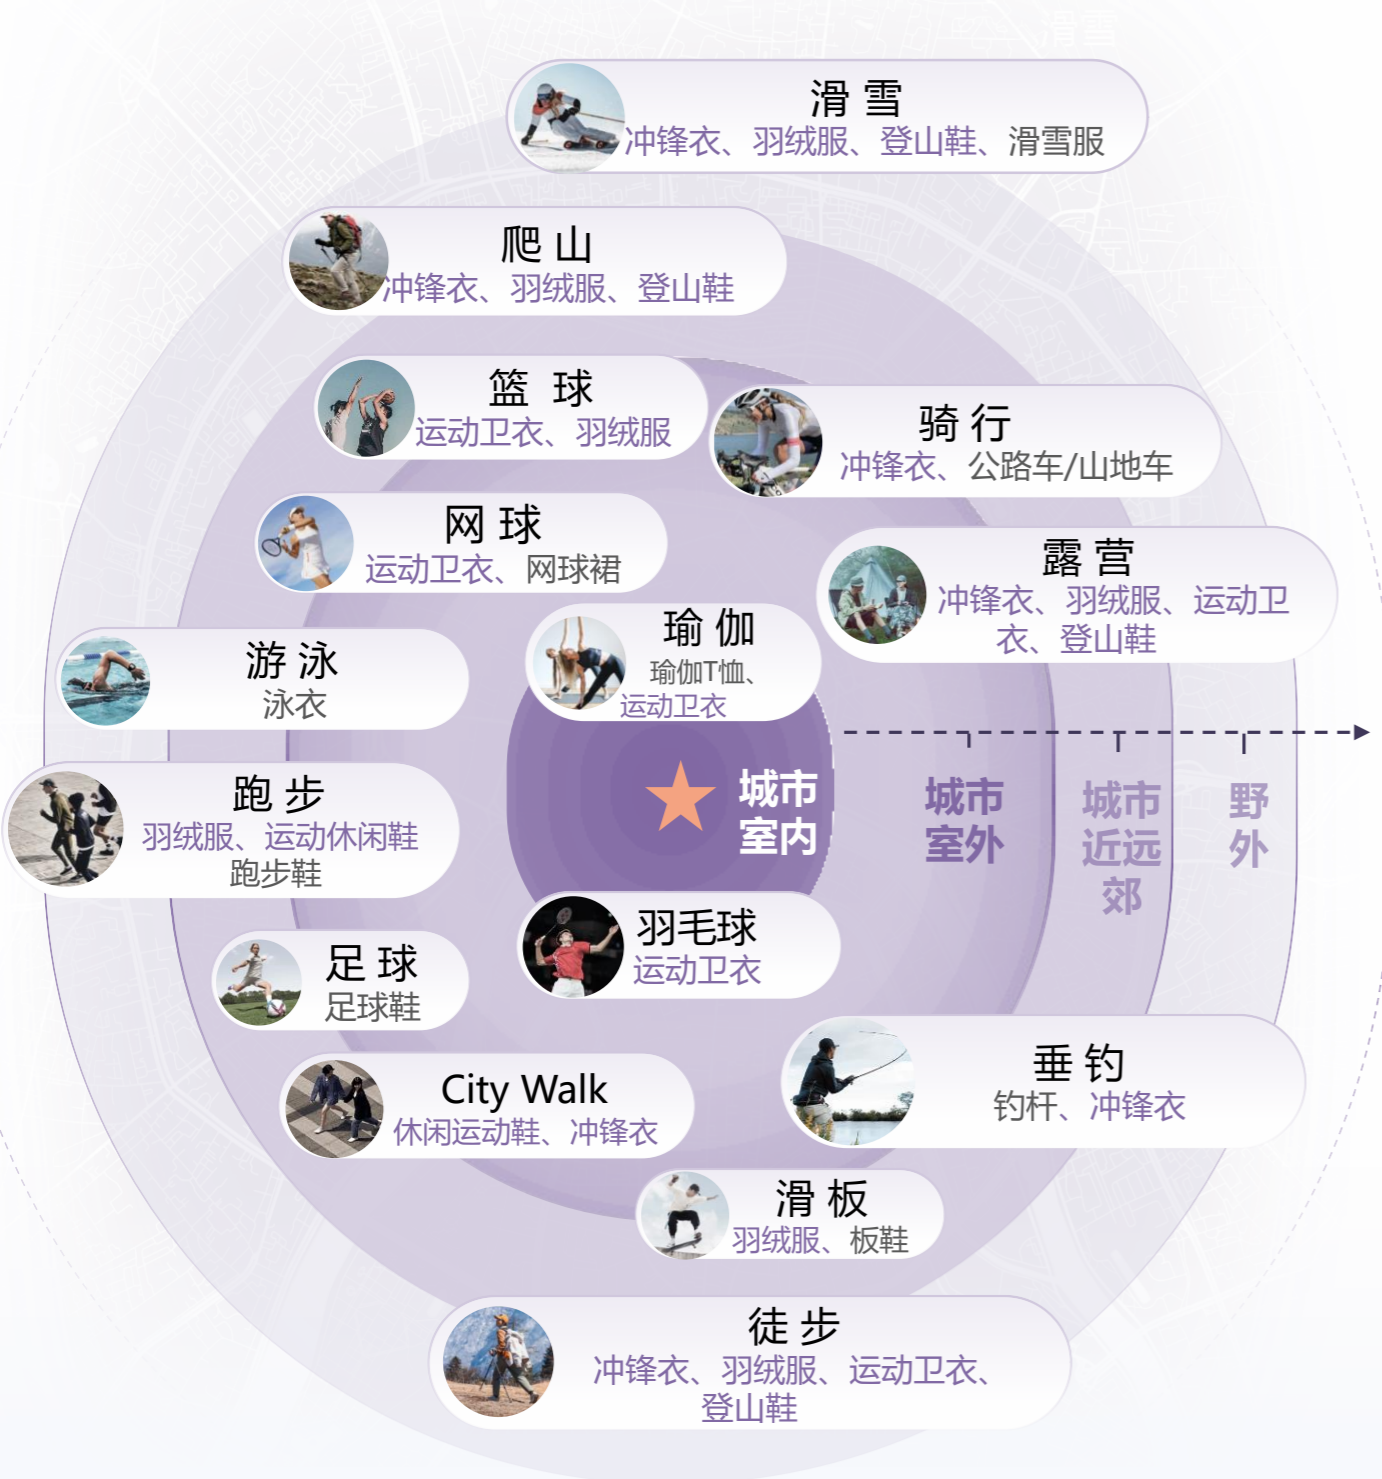 滑雪
滑 雪
冲锋衣、羽绒服、登山鞋、滑雪服
爬 山
冲锋衣、羽绒服、登山鞋
篮 球
运动卫衣、羽绒服
骑 行
冲锋衣、公路车/山地车
网 球
运动卫衣、网球裙
露 营
冲锋衣、羽绒服、运动卫
衣、登山鞋
瑜 伽
瑜伽T恤、
运动卫衣
游 泳
泳衣
跑 步
羽绒服、运动休闲鞋
跑步鞋
城市
室内
城市
室外
城市
近远
郊
野
外
羽毛球
运动卫衣
足 球
足球鞋
City Walk
休闲运动鞋、冲锋衣
垂 钓
钓杆、冲锋衣
滑 板
羽绒服、板鞋
徒 步
冲锋衣、羽绒服、运动卫衣、
登山鞋